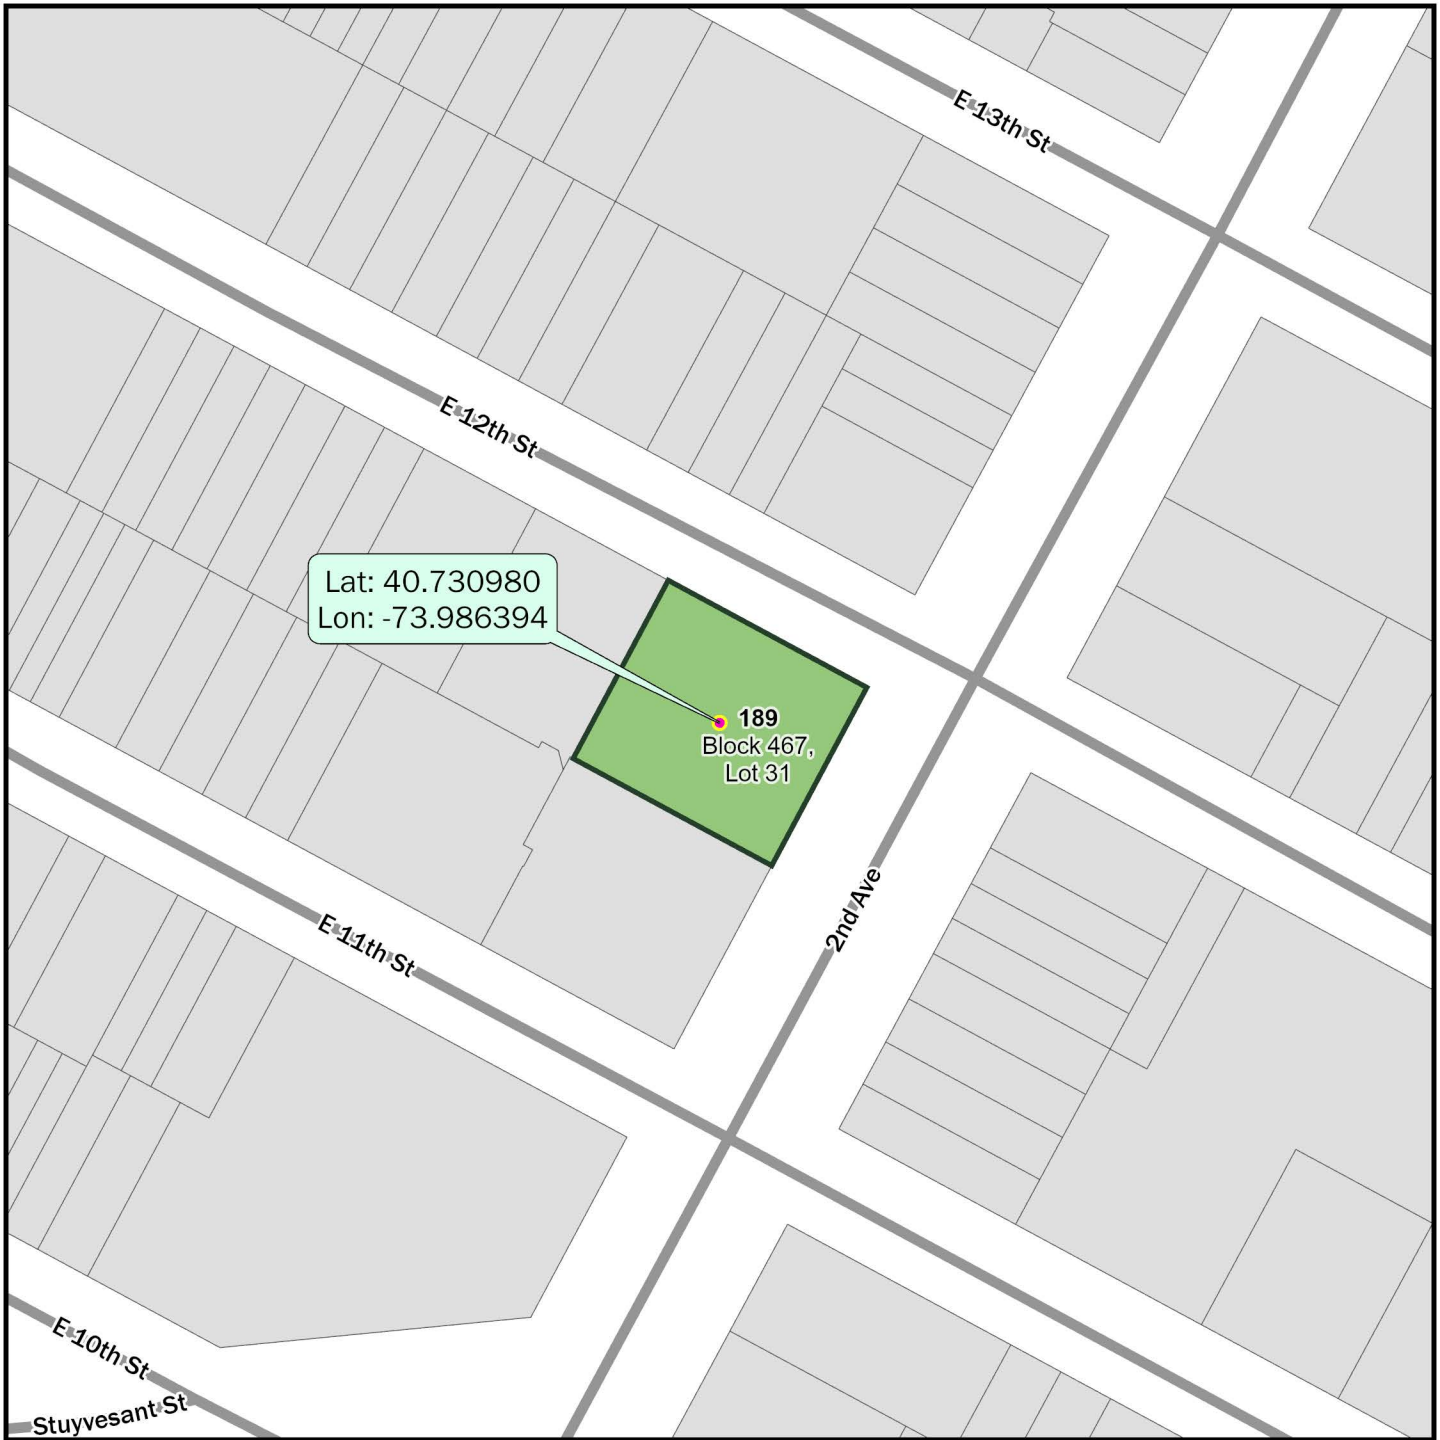 E 13th St
E 12th St
Lat: 40.730980
Lon: -73.986394
189
Block 467,
Lot 31
2nd Ave
E 11th St
E 10th St
Stuyvesant St